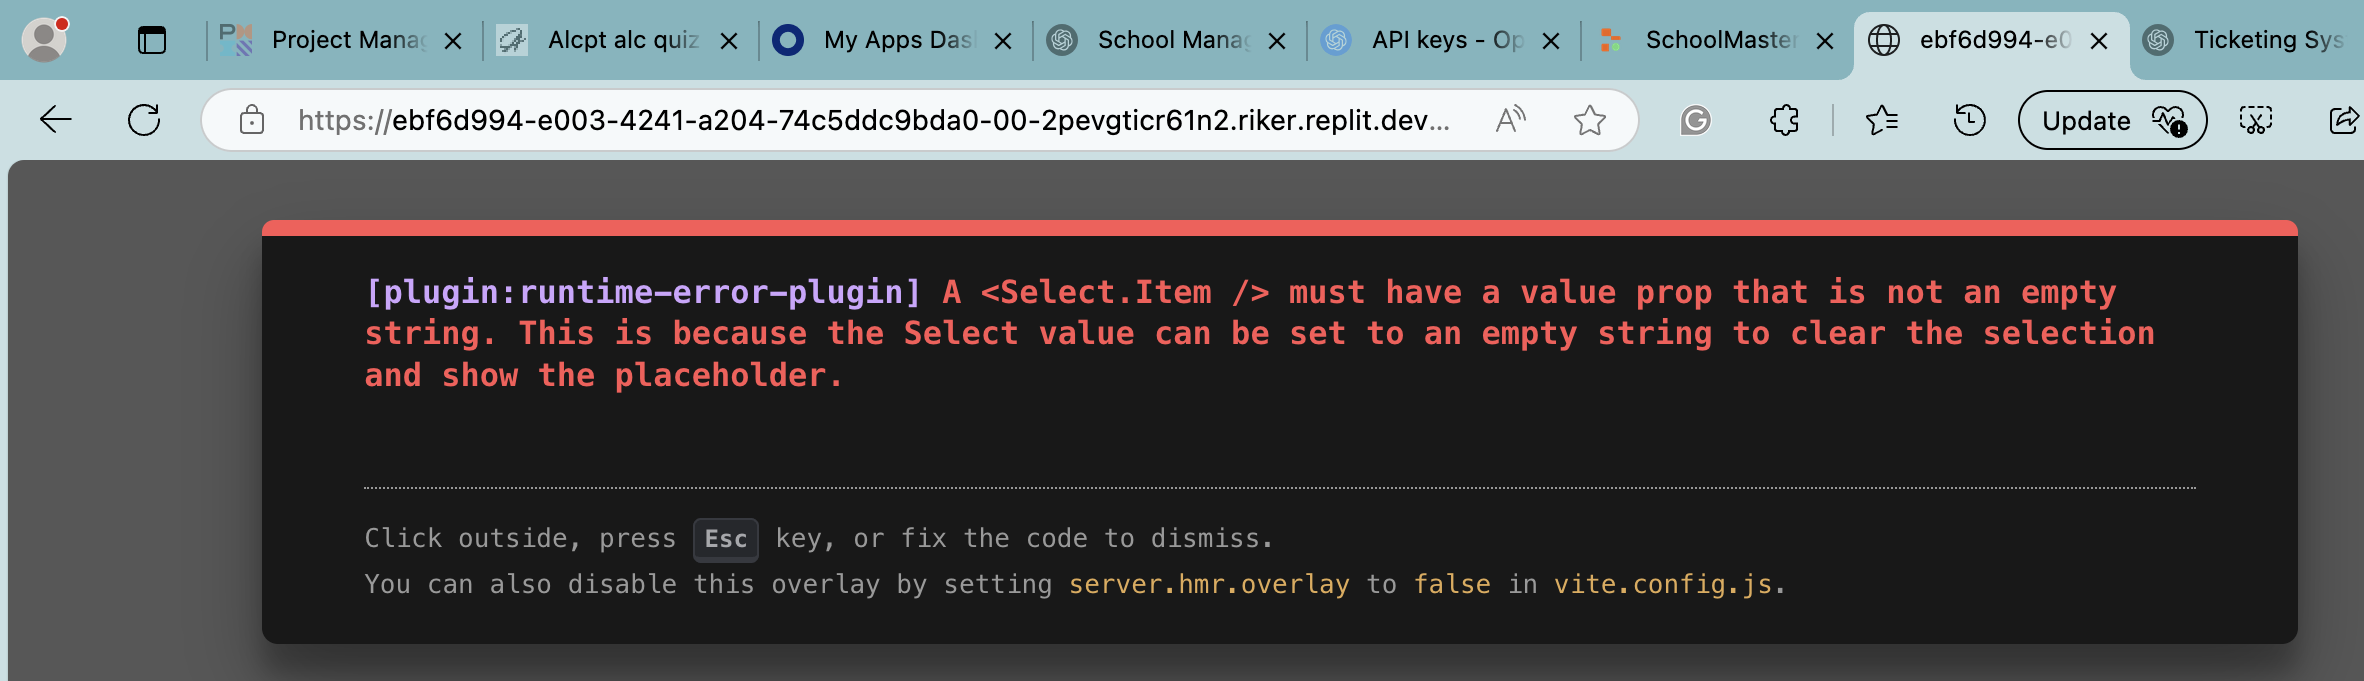 Project Manag
Alcpt alc quiz
My Apps Das
School Manag
API keys - Op
SchoolMaster
ebf6d994-e0
Ticketing Sys
https://ebf6d994-e003-4241-a204-74c5ddc9bda0-00-2pevgticr61n2.riker.replit.dev...
Update
[plugin:runtime-error-plugin] A <Select.Item /> must have a value prop that is not an empty
string. This is because the Select value can be set to an empty string to clear the selection
and show the placeholder.
Click outside, press Esc key, or fix the code to dismiss.
You can also disable this overlay by setting server.hmr.overlay to false in vite.config.js.